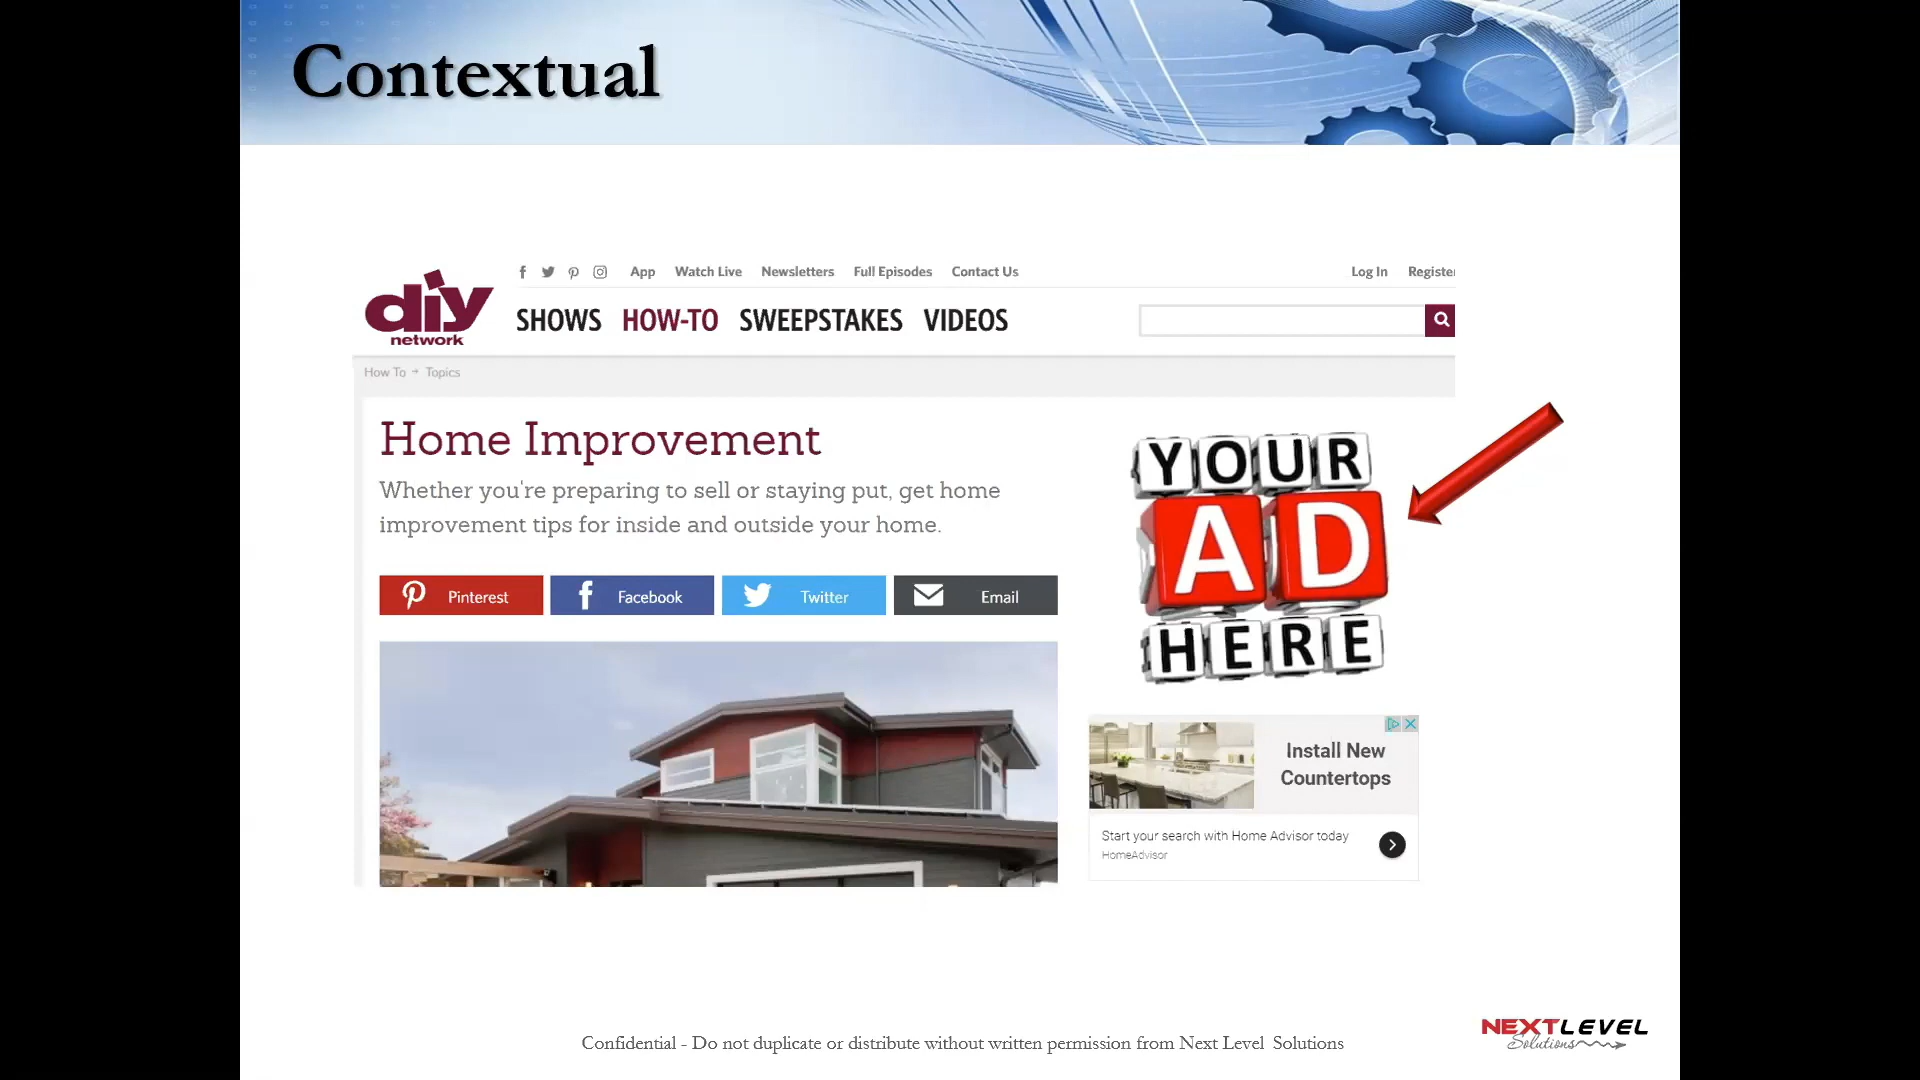 Contextual
App Watch Live Newsletters Full Episodes Contact Us Log In Register
diy
network
SHOWS HOW-TO SWEEPSTAKES VIDEOS
How To → Topics
Home Improvement
Whether you're preparing to sell or staying put, get home
improvement tips for inside and outside your home.
Pinterest Facebook Twitter Email
YOUR
AD
HERE
Install New
Countertops
Start your search with Home Advisor today
HomeAdvisor
NEXTLEVEL
Solutions
Confidential - Do not duplicate or distribute without written permission from Next Level Solutions